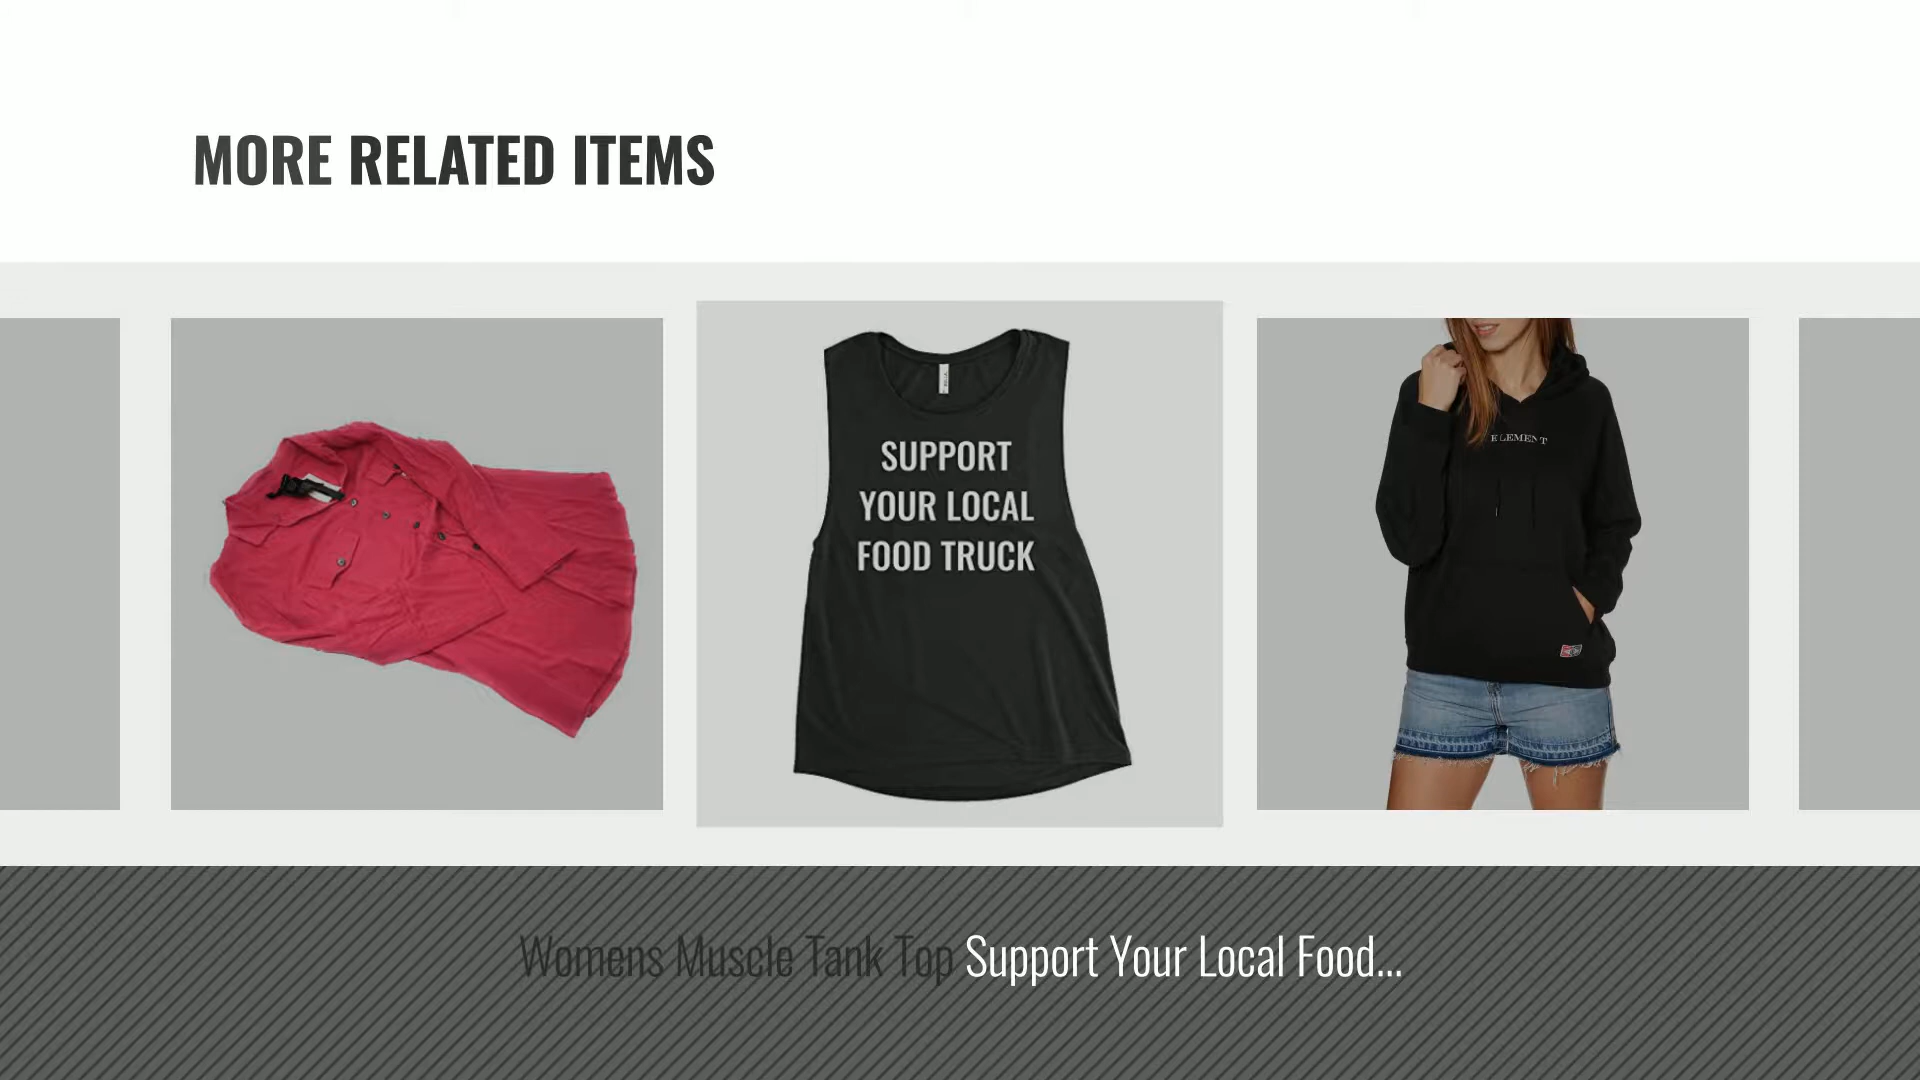 MORE RELATED ITEMS
SUPPORT
YOUR LOCAL
FOOD TRUCK
ELEMENT
Womens Muscle Tank Top Support Your Local Food...